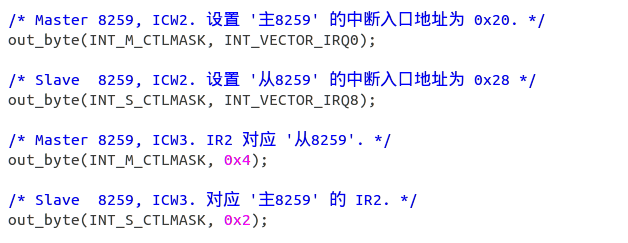 /* Master 8259, ICW2. 设置 '主8259' 的中断入口地址为 0x20. */
out_byte(INT_M_CTLMASK, INT_VECTOR_IRQ0);
/* Slave  8259, ICW2. 设置 '从8259' 的中断入口地址为 0x28 */
out_byte(INT_S_CTLMASK, INT_VECTOR_IRQ8);
/* Master 8259, ICW3. IR2 对应 '从8259'. */
out_byte(INT_M_CTLMASK, 0x4);
/* Slave  8259, ICW3. 对应 '主8259' 的 IR2. */
out_byte(INT_S_CTLMASK, 0x2);